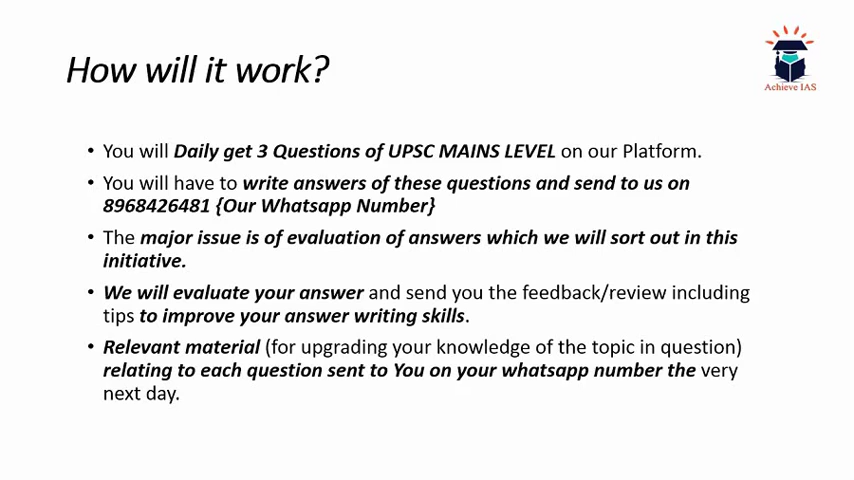 How will it work?
Achieve IAS
• You will Daily get 3 Questions of UPSC MAINS LEVEL on our Platform.
• You will have to write answers of these questions and send to us on
8968426481 {Our Whatsapp Number}
• The major issue is of evaluation of answers which we will sort out in this
initiative.
• We will evaluate your answer and send you the feedback/review including
tips to improve your answer writing skills.
• Relevant material (for upgrading your knowledge of the topic in question)
relating to each question sent to You on your whatsapp number the very
next day.